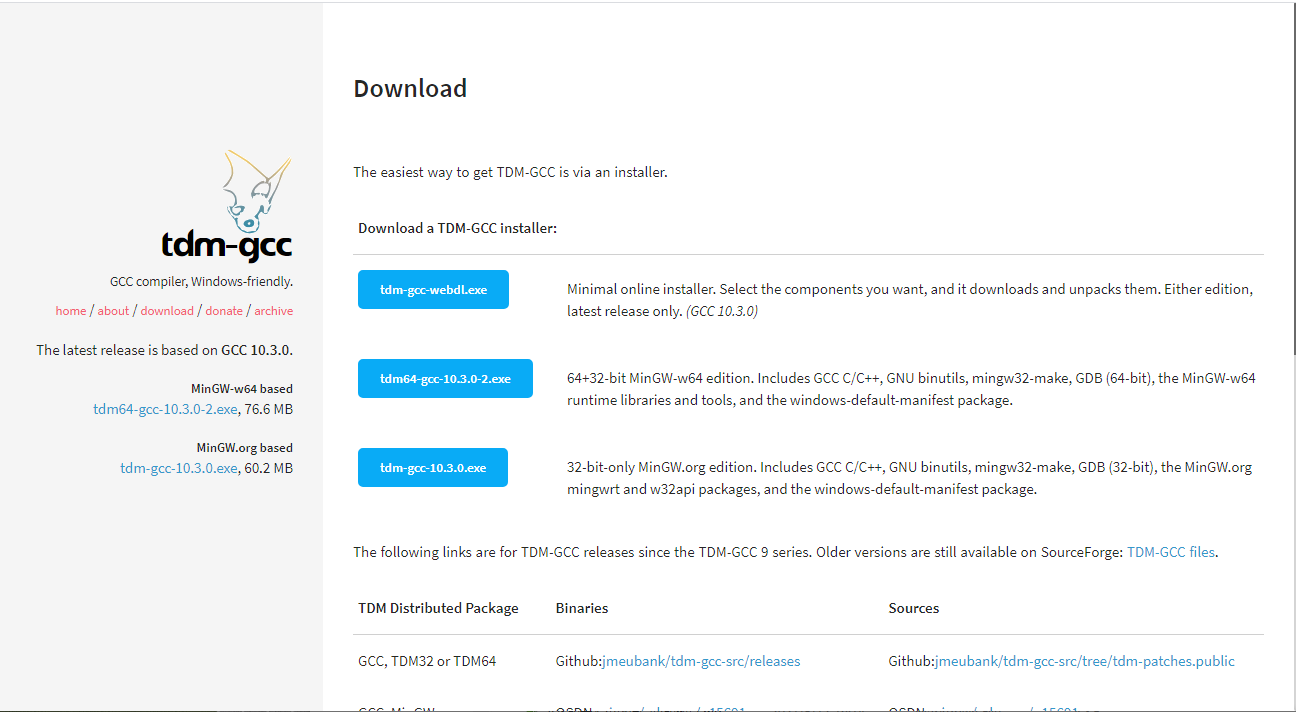 tdm-gcc
GCC compiler, Windows-friendly.
home / about / download / donate / archive
The latest release is based on GCC 10.3.0.
MinGW-w64 based
tdm64-gcc-10.3.0-2.exe, 76.6 MB
MinGW.org based
tdm-gcc-10.3.0.exe, 60.2 MB
Download
The easiest way to get TDM-GCC is via an installer.
Download a TDM-GCC installer:
tdm-gcc-webdl.exe
Minimal online installer. Select the components you want, and it downloads and unpacks them. Either edition,
latest release only. (GCC 10.3.0)
tdm64-gcc-10.3.0-2.exe
64+32-bit MinGW-w64 edition. Includes GCC C/C++, GNU binutils, mingw32-make, GDB (64-bit), the MinGW-w64
runtime libraries and tools, and the windows-default-manifest package.
tdm-gcc-10.3.0.exe
32-bit-only MinGW.org edition. Includes GCC C/C++, GNU binutils, mingw32-make, GDB (32-bit), the MinGW.org
mingwrt and w32api packages, and the windows-default-manifest package.
The following links are for TDM-GCC releases since the TDM-GCC 9 series. Older versions are still available on SourceForge: TDM-GCC files.
TDM Distributed Package Binaries Sources
GCC, TDM32 or TDM64 Github:jmeubank/tdm-gcc-src/releases Github:jmeubank/tdm-gcc-src/tree/tdm-patches.public